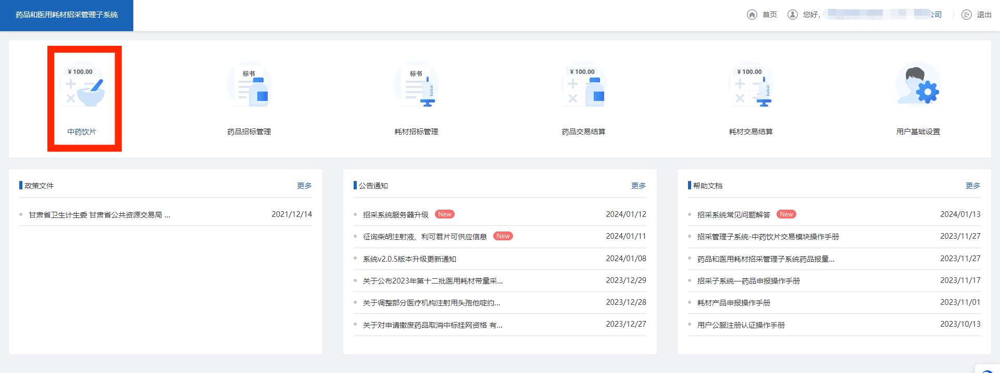 药品和医用耗材招采管理子系统
首页 您好, 公司 退出
¥ 100.00 标书 标书 ¥ 100.00 ¥ 100.00
中药饮片 药品招标管理 耗材招标管理 药品交易结算 耗材交易结算 用户基础设置
政策文件 更多
甘肃省卫生计生委 甘肃省公共资源交易局 ... 2021/12/14
公告通知 更多
招采系统服务器升级 New 2024/01/12
征询柴胡注射液、利可君片可供应信息 New 2024/01/11
系统v2.0.5版本升级更新通知 2024/01/08
关于公布2023年第十二批医用耗材带量采... 2023/12/29
关于调整部分医疗机构注射用头孢他啶约... 2023/12/28
关于对申请撤废药品取消中标挂网资格 有... 2023/12/27
帮助文档 更多
招采系统常见问题解答 New 2024/01/13
招采管理子系统-中药饮片交易模块操作手册 2023/11/27
药品和医用耗材招采管理子系统药品报量... 2023/11/27
招采子系统—药品申报操作手册 2023/11/17
耗材产品申报操作手册 2023/11/01
用户公服注册认证操作手册 2023/10/13